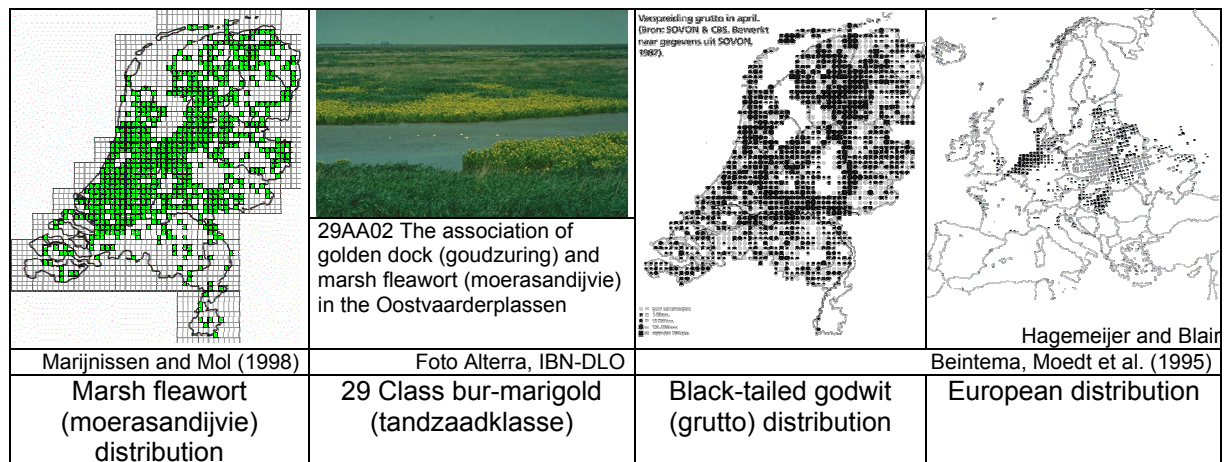 Verspreiding grutto in april.
(Bron: SOVON & CBS. Bewerkt
naar gegevens uit SOVON,
1987).
29AA02 The association of
golden dock (goudzuring) and
marsh fleawort (moerasandijvie)
in the Oostvaarderplassen
Hagemeijer and Blair
Marijnissen and Mol (1998)
Foto Alterra, IBN-DLO
Beintema, Moedt et al. (1995)
Marsh fleawort
(moerasandijvie)
distribution
29 Class bur-marigold
(tandzaadklasse)
Black-tailed godwit
(grutto) distribution
European distribution